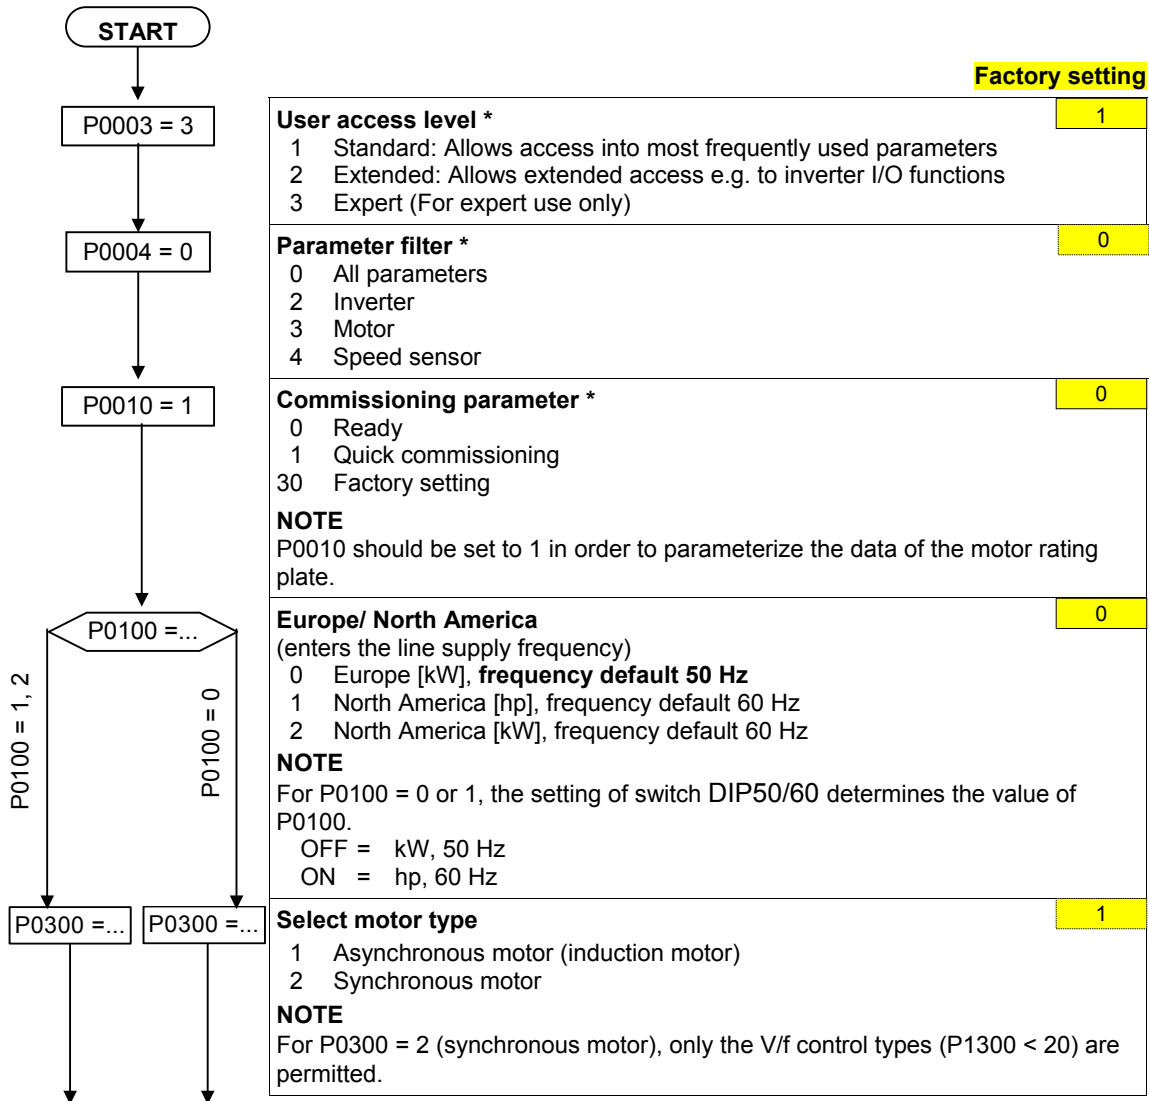 START
Factory setting
P0003 = 3
User access level *
1
1 Standard: Allows access into most frequently used parameters
2 Extended: Allows extended access e.g. to inverter I/O functions
3 Expert (For expert use only)
P0004 = 0
Parameter filter *
0
0 All parameters
2 Inverter
3 Motor
4 Speed sensor
P0010 = 1
Commissioning parameter *
0
0 Ready
1 Quick commissioning
30 Factory setting
NOTE
P0010 should be set to 1 in order to parameterize the data of the motor rating
plate.
P0100 =...
P0100 = 1, 2
P0100 = 0
Europe/ North America
0
(enters the line supply frequency)
0 Europe [kW], frequency default 50 Hz
1 North America [hp], frequency default 60 Hz
2 North America [kW], frequency default 60 Hz
NOTE
For P0100 = 0 or 1, the setting of switch DIP50/60 determines the value of
P0100.
OFF = kW, 50 Hz
ON = hp, 60 Hz
P0300 =...
P0300 =...
Select motor type
1
1 Asynchronous motor (induction motor)
2 Synchronous motor
NOTE
For P0300 = 2 (synchronous motor), only the V/f control types (P1300 < 20) are
permitted.